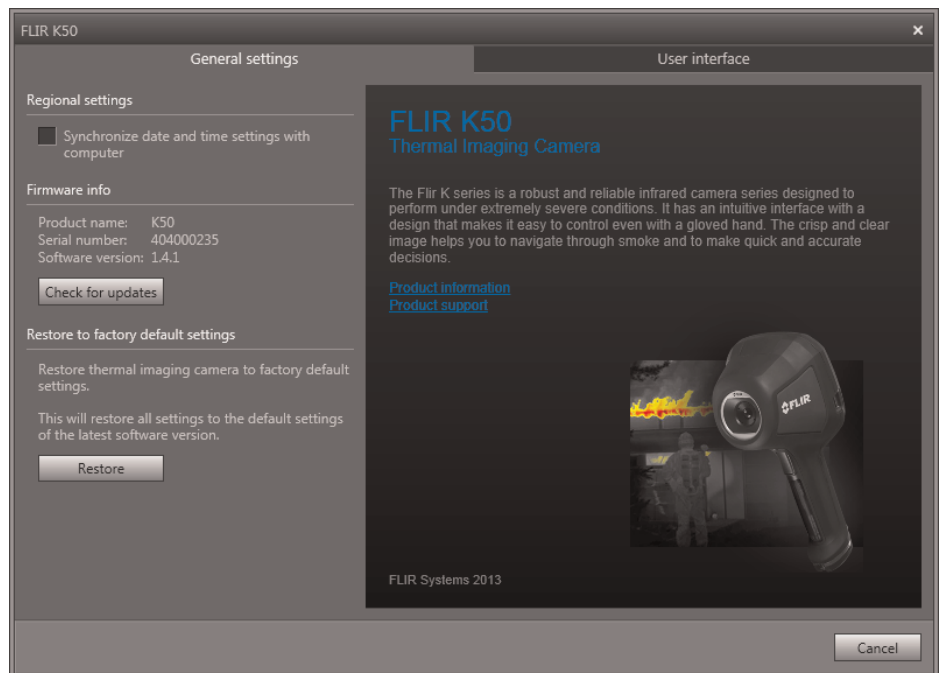 FLIR K50
General settings
User interface
Regional settings
Synchronize date and time settings with
computer
Firmware info
Product name: K50
Serial number: 404000235
Software version: 1.4.1
Check for updates
Restore to factory default settings
Restore thermal imaging camera to factory default
settings.
This will restore all settings to the default settings
of the latest software version.
Restore
FLIR K50
Thermal Imaging Camera
The Flir K series is a robust and reliable infrared camera series designed to
perform under extremely severe conditions. It has an intuitive interface with a
design that makes it easy to control even with a gloved hand. The crisp and clear
image helps you to navigate through smoke and to make quick and accurate
decisions.
Product information
Product support
FLIR
FLIR Systems 2013
Cancel